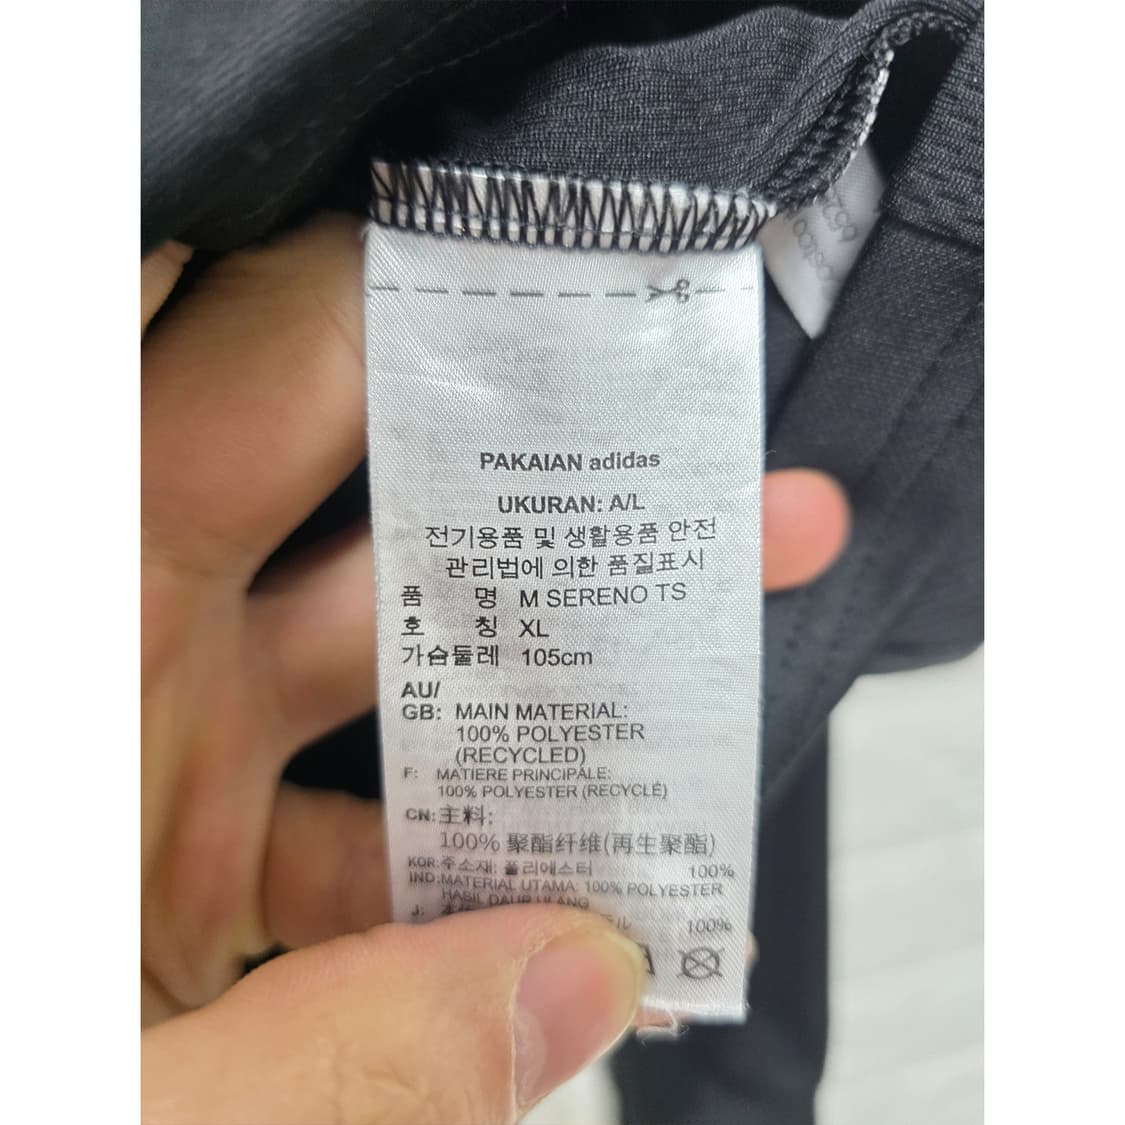 PAKAIAN adidas
UKURAN: A/L
전기용품 및 생활용품 안전
관리법에 의한 품질표시
품 명 M SERENO TS
호 칭 XL
가슴둘레 105cm
AU/
GB: MAIN MATERIAL:
100% POLYESTER
(RECYCLED)
F: MATIERE PRINCIPALE:
100% POLYESTER (RECYCLÉ)
CN:主料:
100% 聚酯纤维(再生聚酯)
KOR:주소재: 폴리에스터 100%
IND:MATERIAL UTAMA: 100% POLYESTER
HASIL DAUR ULANG
J: 100%